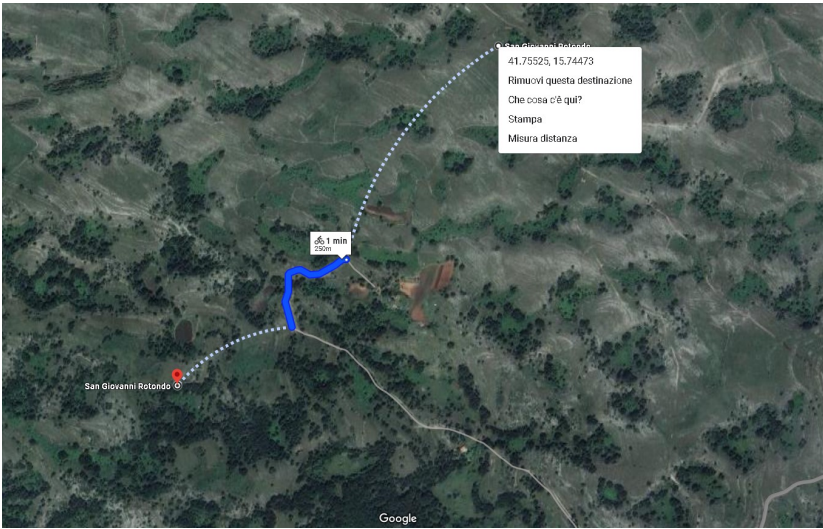 San Giovanni Rotondo
41.75525, 15.74473
Rimuovi questa destinazione
Che cosa c'è qui?
Stampa
Misura distanza
1 min
250m
San Giovanni Rotondo
Google